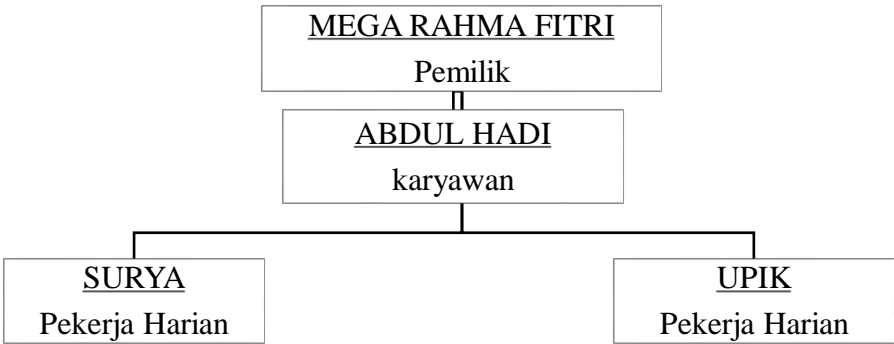 MEGA RAHMA FITRI
Pemilik
ABDUL HADI
karyawan
SURYA
Pekerja Harian
UPIK
Pekerja Harian